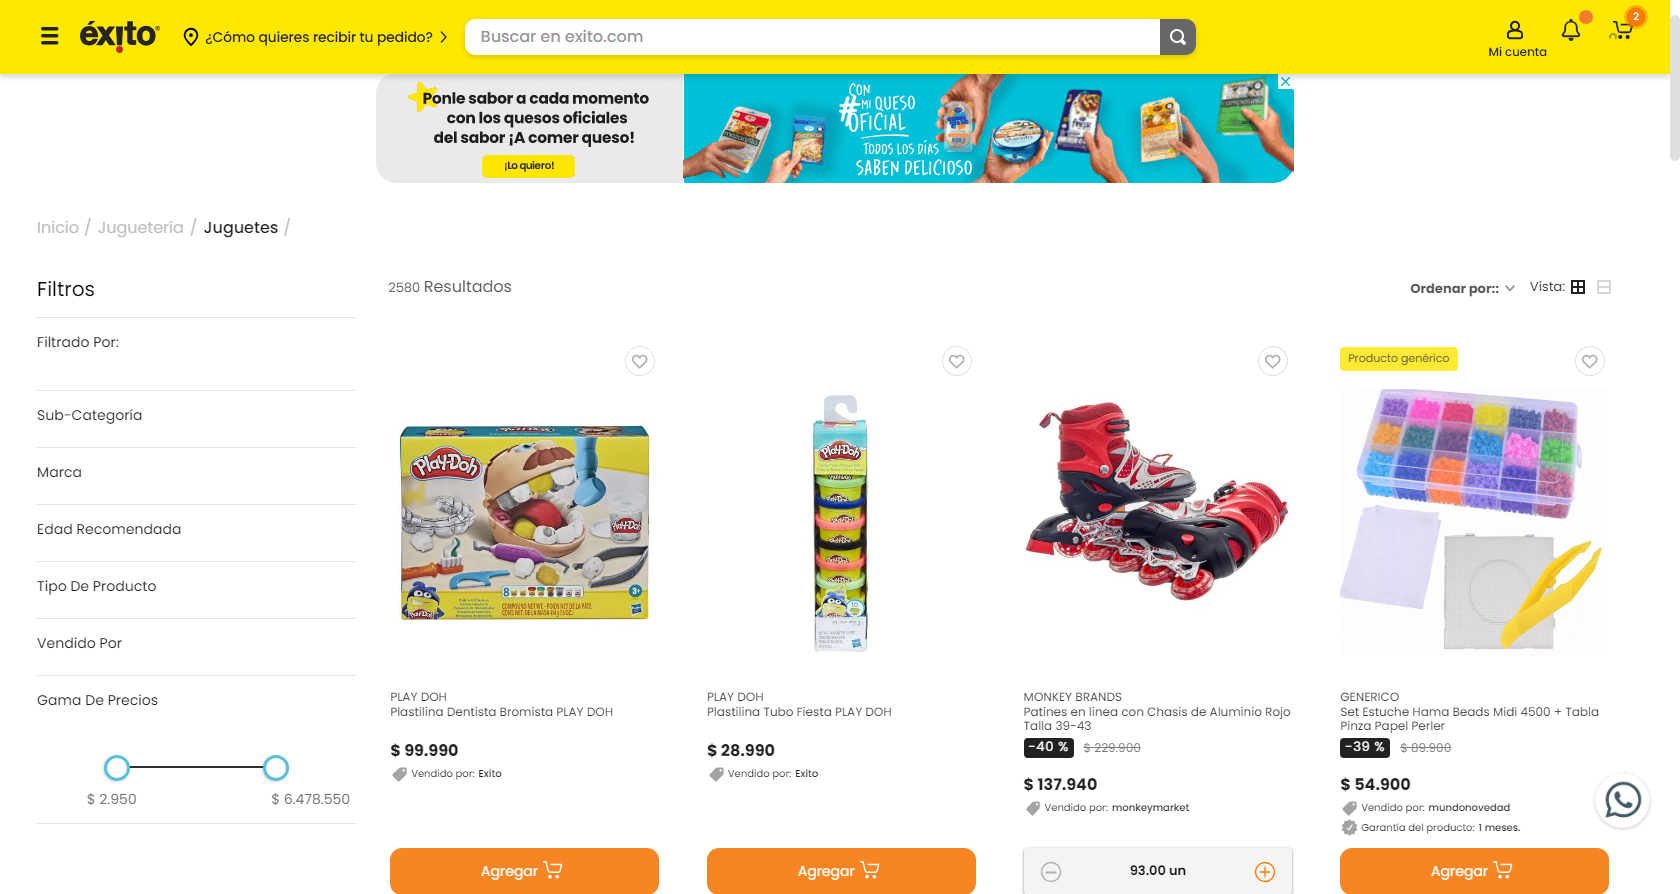 éxito
¿Cómo quieres recibir tu pedido?
Buscar en exito.com
Mi cuenta
2
Ponle sabor a cada momento
con los quesos oficiales
del sabor ¡A comer queso!
¡Lo quiero!
CON
#MI QUESO
OFICIAL
TODOS LOS DÍAS
SABEN DELICIOSO
Inicio / Juguetería / Juguetes /
Filtros
2580 Resultados
Ordenar por::
Vista:
Filtrado Por:
Sub-Categoría
Marca
Edad Recomendada
Tipo De Producto
Vendido Por
Gama De Precios
$ 2.950
$ 6.478.550
Play-Doh
PLAY DOH
Plastilina Dentista Bromista PLAY DOH
$ 99.990
Vendido por: Exito
Agregar
Play-Doh
PLAY DOH
Plastilina Tubo Fiesta PLAY DOH
$ 28.990
Vendido por: Exito
Agregar
MONKEY BRANDS
Patines en linea con Chasis de Aluminio Rojo
Talla 39-43
-40 % $ 229.900
$ 137.940
Vendido por: monkeymarket
93.00 un
Producto genérico
GENERICO
Set Estuche Hama Beads Midi 4500 + Tabla
Pinza Papel Perler
-39 % $ 89.900
$ 54.900
Vendido por: mundonovedad
Garantía del producto: 1 meses.
Agregar